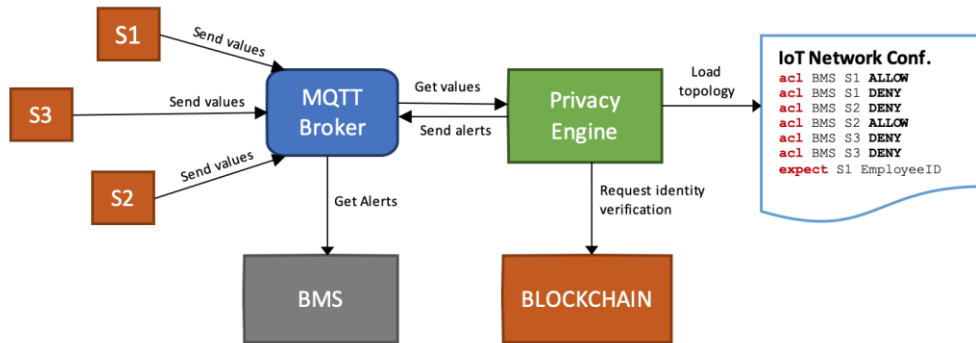 S1
Send values
S3
Send values
S2
Send values
MQTT
Broker
Get values
Send alerts
Privacy
Engine
Load
topology
IoT Network Conf.
acl BMS S1 ALLOW
acl BMS S1 DENY
acl BMS S2 DENY
acl BMS S2 ALLOW
acl BMS S3 DENY
acl BMS S3 DENY
expect S1 EmployeeID
Get Alerts
Request identity
verification
BMS
BLOCKCHAIN